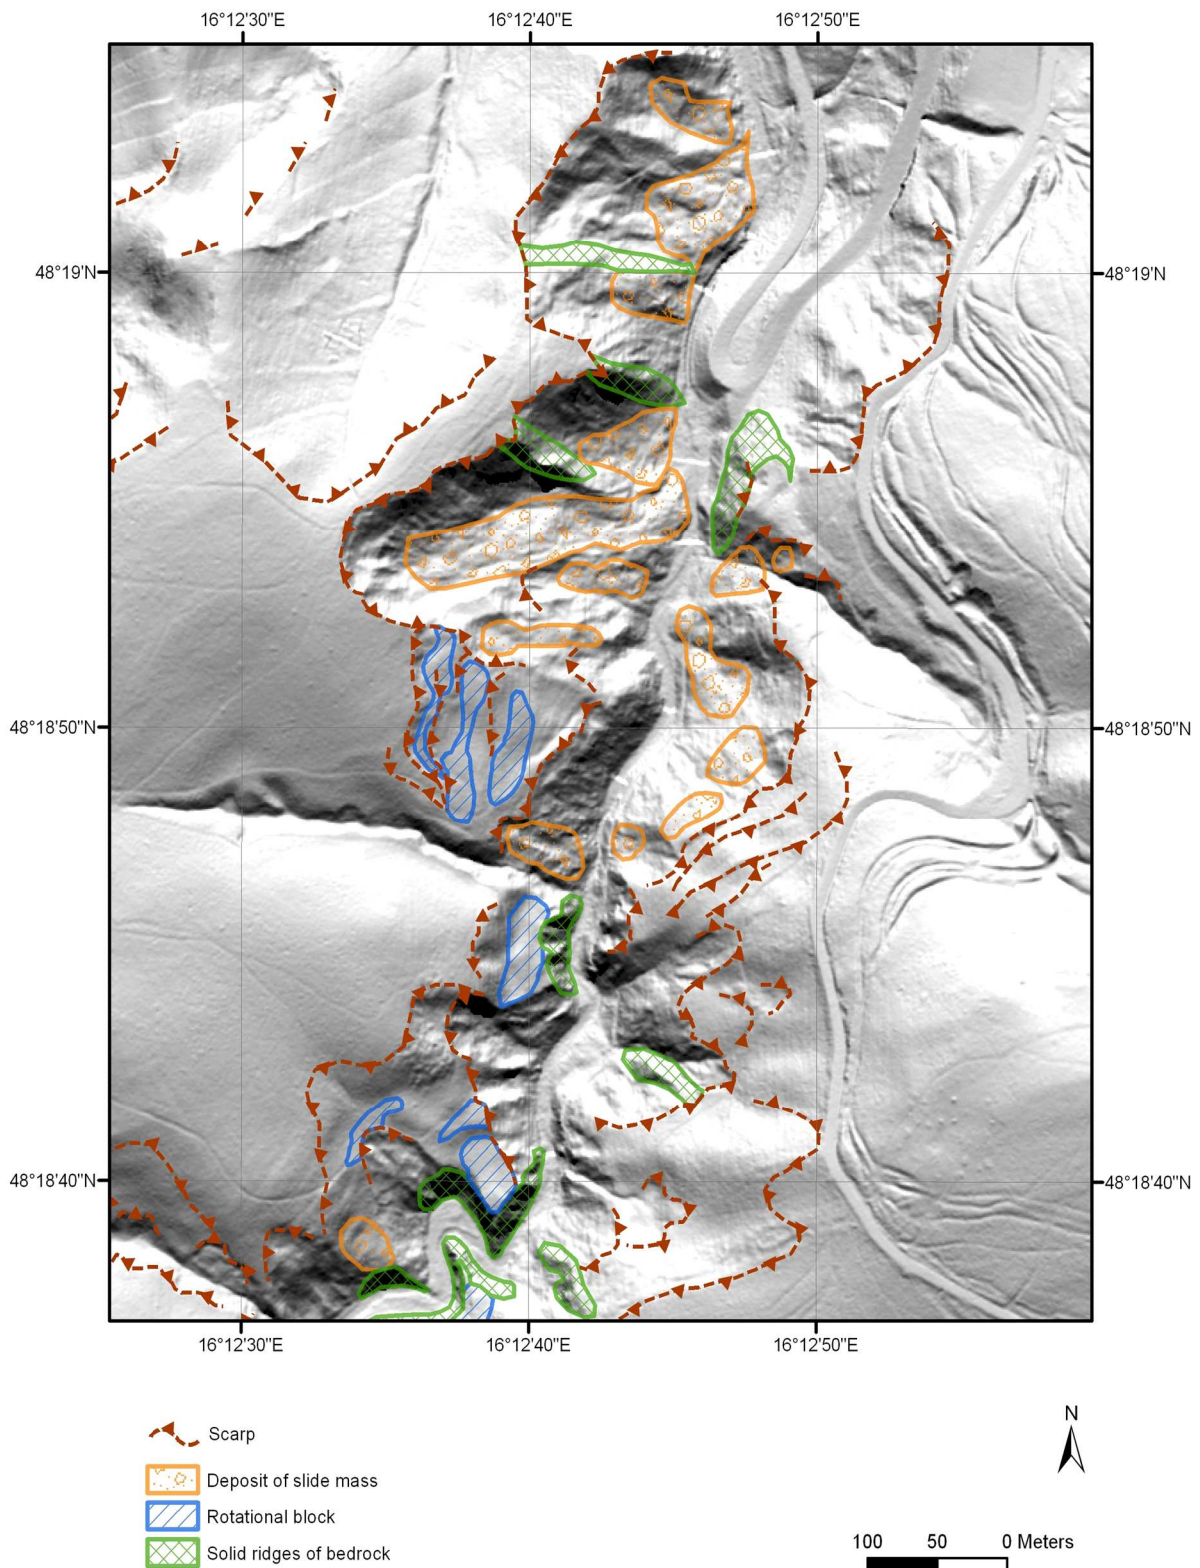 16°12'30"E 16°12'40"E 16°12'50"E
48°19'N 48°19'N
48°18'50"N 48°18'50"N
48°18'40"N 48°18'40"N
16°12'30"E 16°12'40"E 16°12'50"E
Scarp
Deposit of slide mass
Rotational block
Solid ridges of bedrock
N
100 50 0 Meters